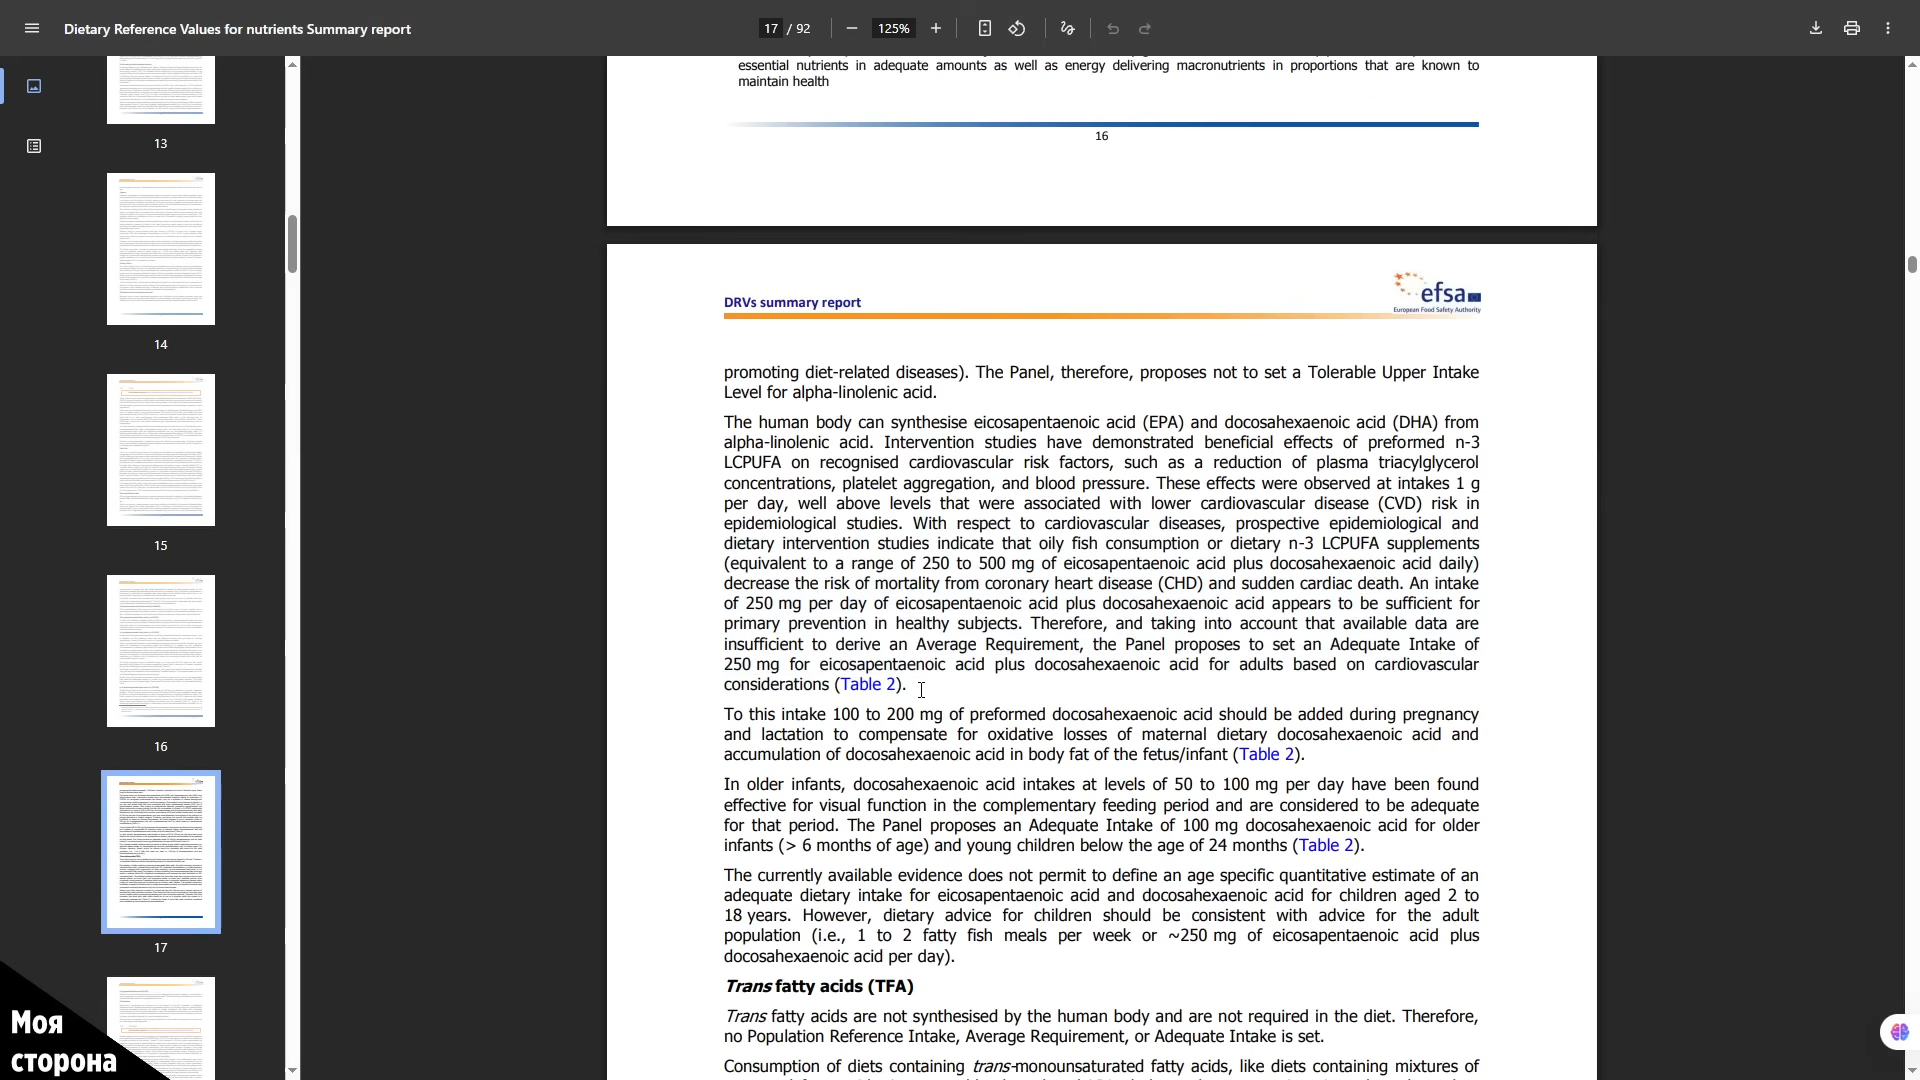 Dietary Reference Values for nutrients Summary report
17 / 92
125%
13
14
15
16
17
essential nutrients in adequate amounts as well as energy delivering macronutrients in proportions that are known to
maintain health
16
DRVs summary report
efsa
European Food Safety Authority
promoting diet-related diseases). The Panel, therefore, proposes not to set a Tolerable Upper Intake
Level for alpha-linolenic acid.
The human body can synthesise eicosapentaenoic acid (EPA) and docosahexaenoic acid (DHA) from
alpha-linolenic acid. Intervention studies have demonstrated beneficial effects of preformed n-3
LCPUFA on recognised cardiovascular risk factors, such as a reduction of plasma triacylglycerol
concentrations, platelet aggregation, and blood pressure. These effects were observed at intakes 1 g
per day, well above levels that were associated with lower cardiovascular disease (CVD) risk in
epidemiological studies. With respect to cardiovascular diseases, prospective epidemiological and
dietary intervention studies indicate that oily fish consumption or dietary n-3 LCPUFA supplements
(equivalent to a range of 250 to 500 mg of eicosapentaenoic acid plus docosahexaenoic acid daily)
decrease the risk of mortality from coronary heart disease (CHD) and sudden cardiac death. An intake
of 250 mg per day of eicosapentaenoic acid plus docosahexaenoic acid appears to be sufficient for
primary prevention in healthy subjects. Therefore, and taking into account that available data are
insufficient to derive an Average Requirement, the Panel proposes to set an Adequate Intake of
250 mg for eicosapentaenoic acid plus docosahexaenoic acid for adults based on cardiovascular
considerations (Table 2).
To this intake 100 to 200 mg of preformed docosahexaenoic acid should be added during pregnancy
and lactation to compensate for oxidative losses of maternal dietary docosahexaenoic acid and
accumulation of docosahexaenoic acid in body fat of the fetus/infant (Table 2).
In older infants, docosahexaenoic acid intakes at levels of 50 to 100 mg per day have been found
effective for visual function in the complementary feeding period and are considered to be adequate
for that period. The Panel proposes an Adequate Intake of 100 mg docosahexaenoic acid for older
infants (> 6 months of age) and young children below the age of 24 months (Table 2).
The currently available evidence does not permit to define an age specific quantitative estimate of an
adequate dietary intake for eicosapentaenoic acid and docosahexaenoic acid for children aged 2 to
18 years. However, dietary advice for children should be consistent with advice for the adult
population (i.e., 1 to 2 fatty fish meals per week or ~250 mg of eicosapentaenoic acid plus
docosahexaenoic acid per day).
Trans fatty acids (TFA)
Trans fatty acids are not synthesised by the human body and are not required in the diet. Therefore,
no Population Reference Intake, Average Requirement, or Adequate Intake is set.
Consumption of diets containing trans-monounsaturated fatty acids, like diets containing mixtures of
Моя
сторона